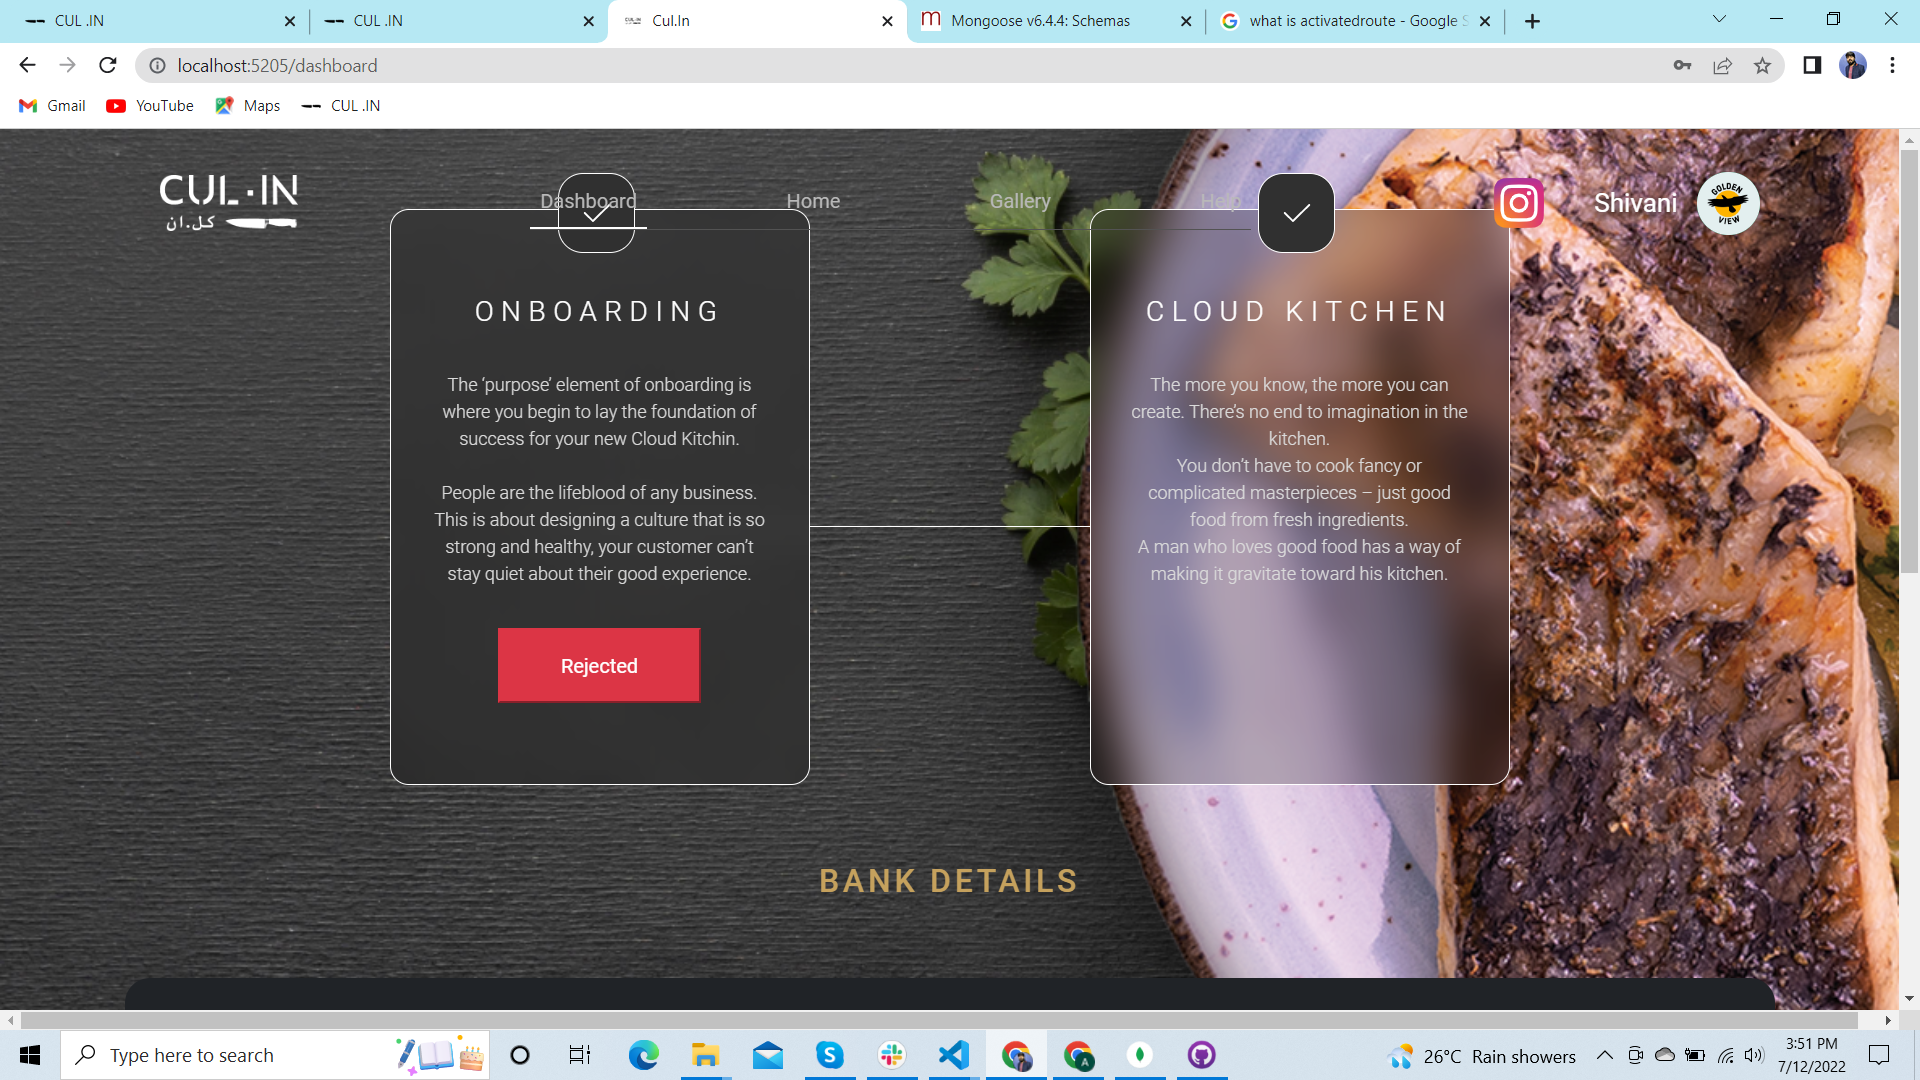 CUL .IN
CUL .IN
Cul.In
Mongoose v6.4.4: Schemas
what is activatedroute - Google S
localhost:5205/dashboard
Gmail
YouTube
Maps
CUL .IN
CUL·IN
كل.ان
Dashboard
Home
Gallery
Help
Shivani
GOLDEN
VIEW
ONBOARDING
The ‘purpose’ element of onboarding is
where you begin to lay the foundation of
success for your new Cloud Kitchin.
People are the lifeblood of any business.
This is about designing a culture that is so
strong and healthy, your customer can’t
stay quiet about their good experience.
Rejected
CLOUD KITCHEN
The more you know, the more you can
create. There’s no end to imagination in the
kitchen.
You don’t have to cook fancy or
complicated masterpieces – just good
food from fresh ingredients.
A man who loves good food has a way of
making it gravitate toward his kitchen.
BANK DETAILS
Type here to search
26°C Rain showers
3:51 PM
7/12/2022